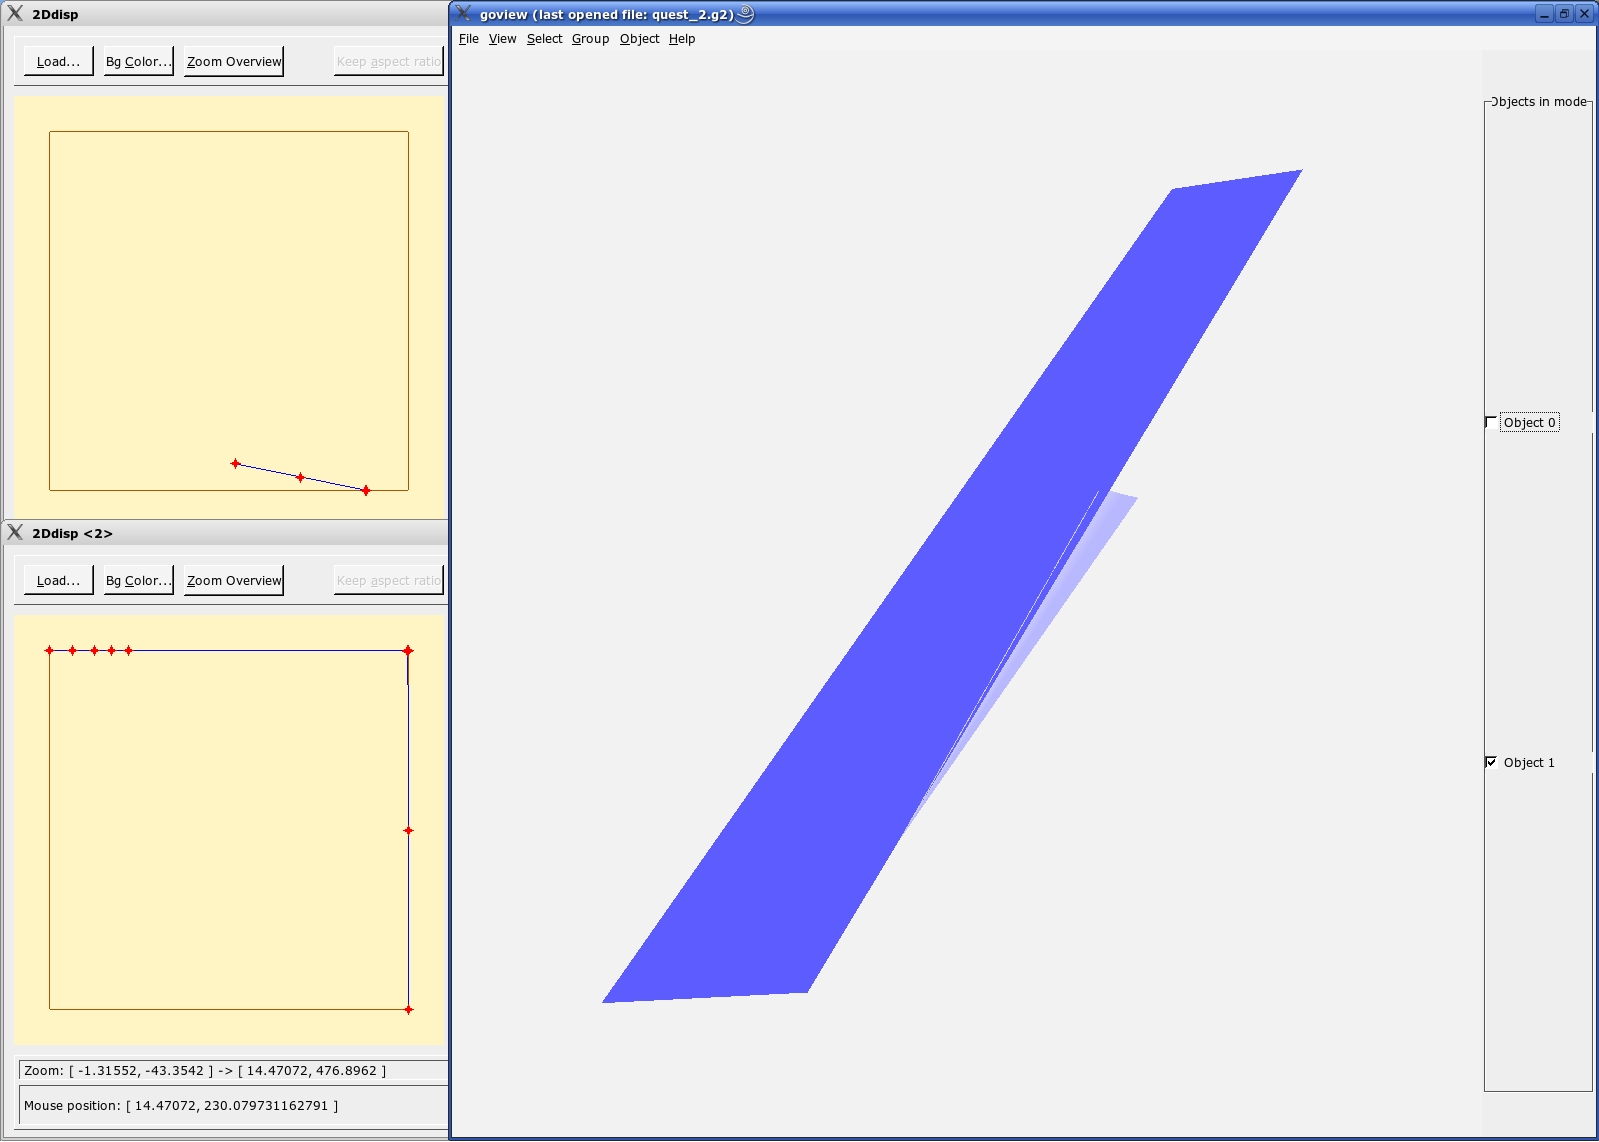 2Ddisp
Load... Bg Color... Zoom Overview Keep aspect ratio
2Ddisp <2>
Load... Bg Color... Zoom Overview Keep aspect ratio
Zoom: [ -1.31552, -43.3542 ] -> [ 14.47072, 476.8962 ]
Mouse position: [ 14.47072, 230.079731162791 ]
goview (last opened file: quest_2.g2)
File View Select Group Object Help
Objects in mode
Object 0
Object 1